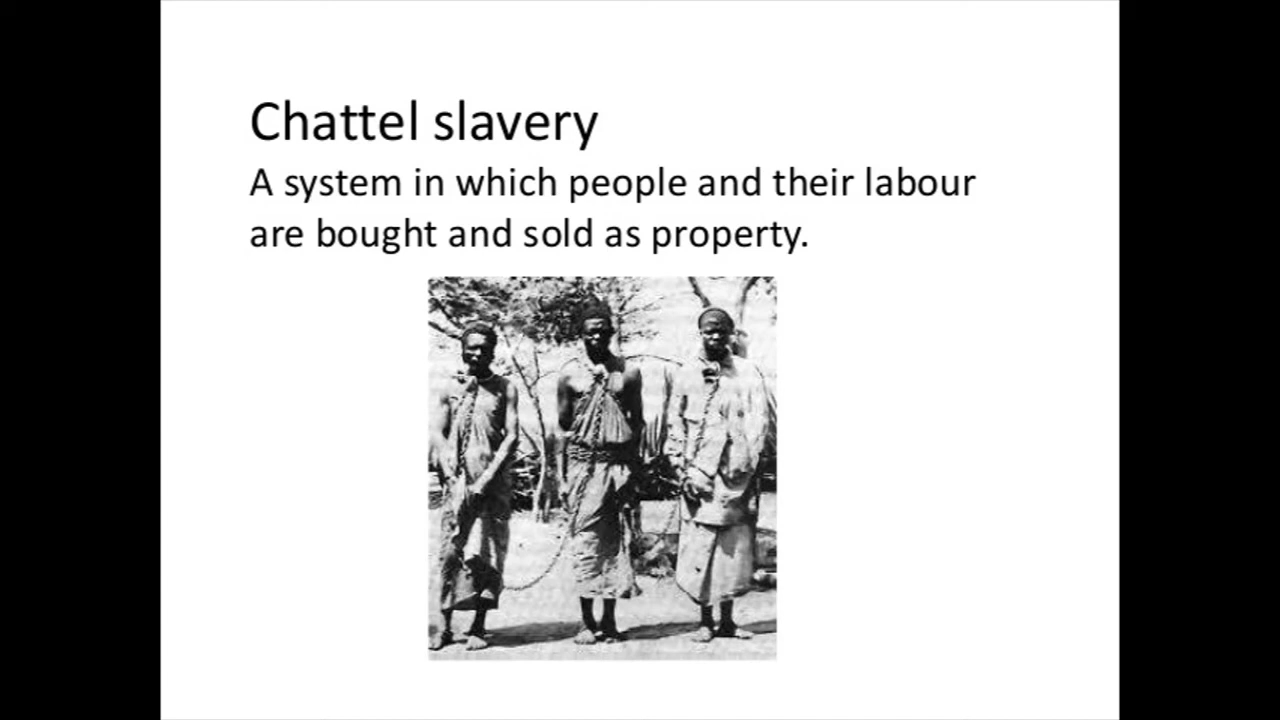 Chattel slavery
A system in which people and their labour
are bought and sold as property.